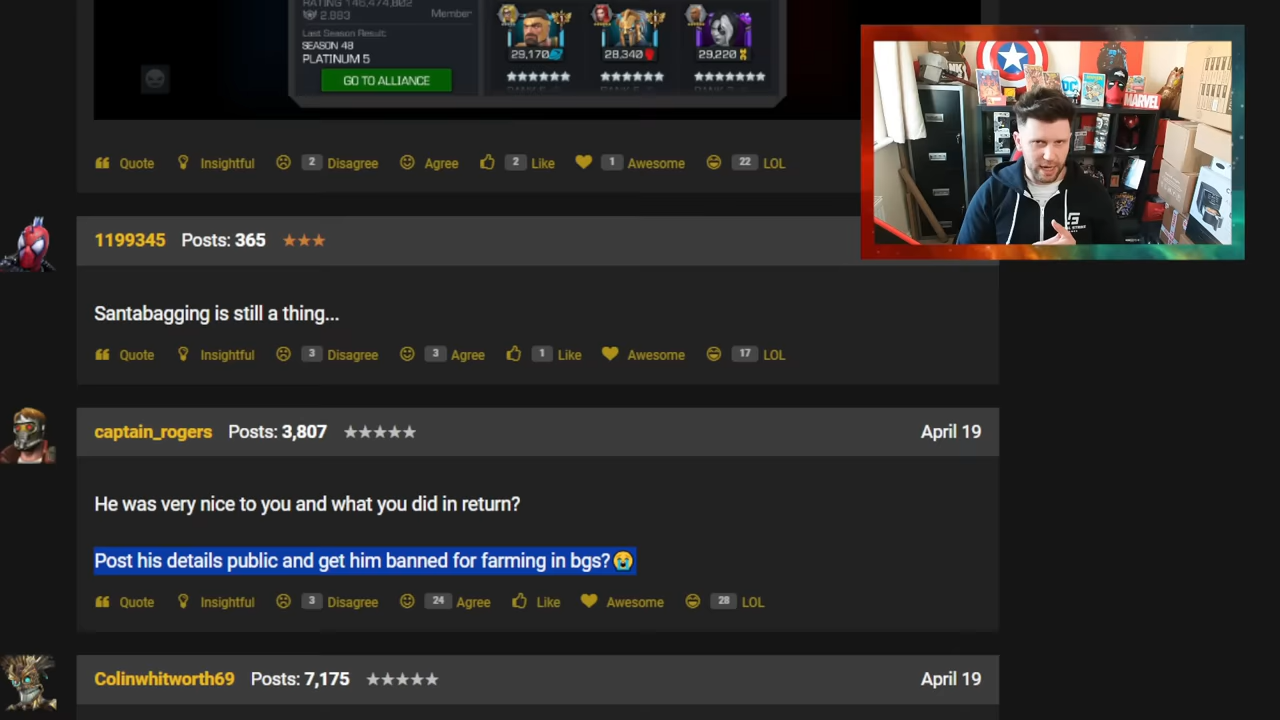 RATING 146,474,802
2,883
Member
Last Season Result:
SEASON 48
PLATINUM 5
GO TO ALLIANCE
29,170
28,340
29,220
Quote Insightful 2 Disagree Agree 2 Like 1 Awesome 22 LOL
1199345 Posts: 365
Santabagging is still a thing...
Quote Insightful 3 Disagree 3 Agree 1 Like Awesome 17 LOL
captain_rogers Posts: 3,807 April 19
He was very nice to you and what you did in return?
Post his details public and get him banned for farming in bgs?😭
Quote Insightful 3 Disagree 24 Agree Like Awesome 28 LOL
Colinwhitworth69 Posts: 7,175 April 19
DC
MARVEL